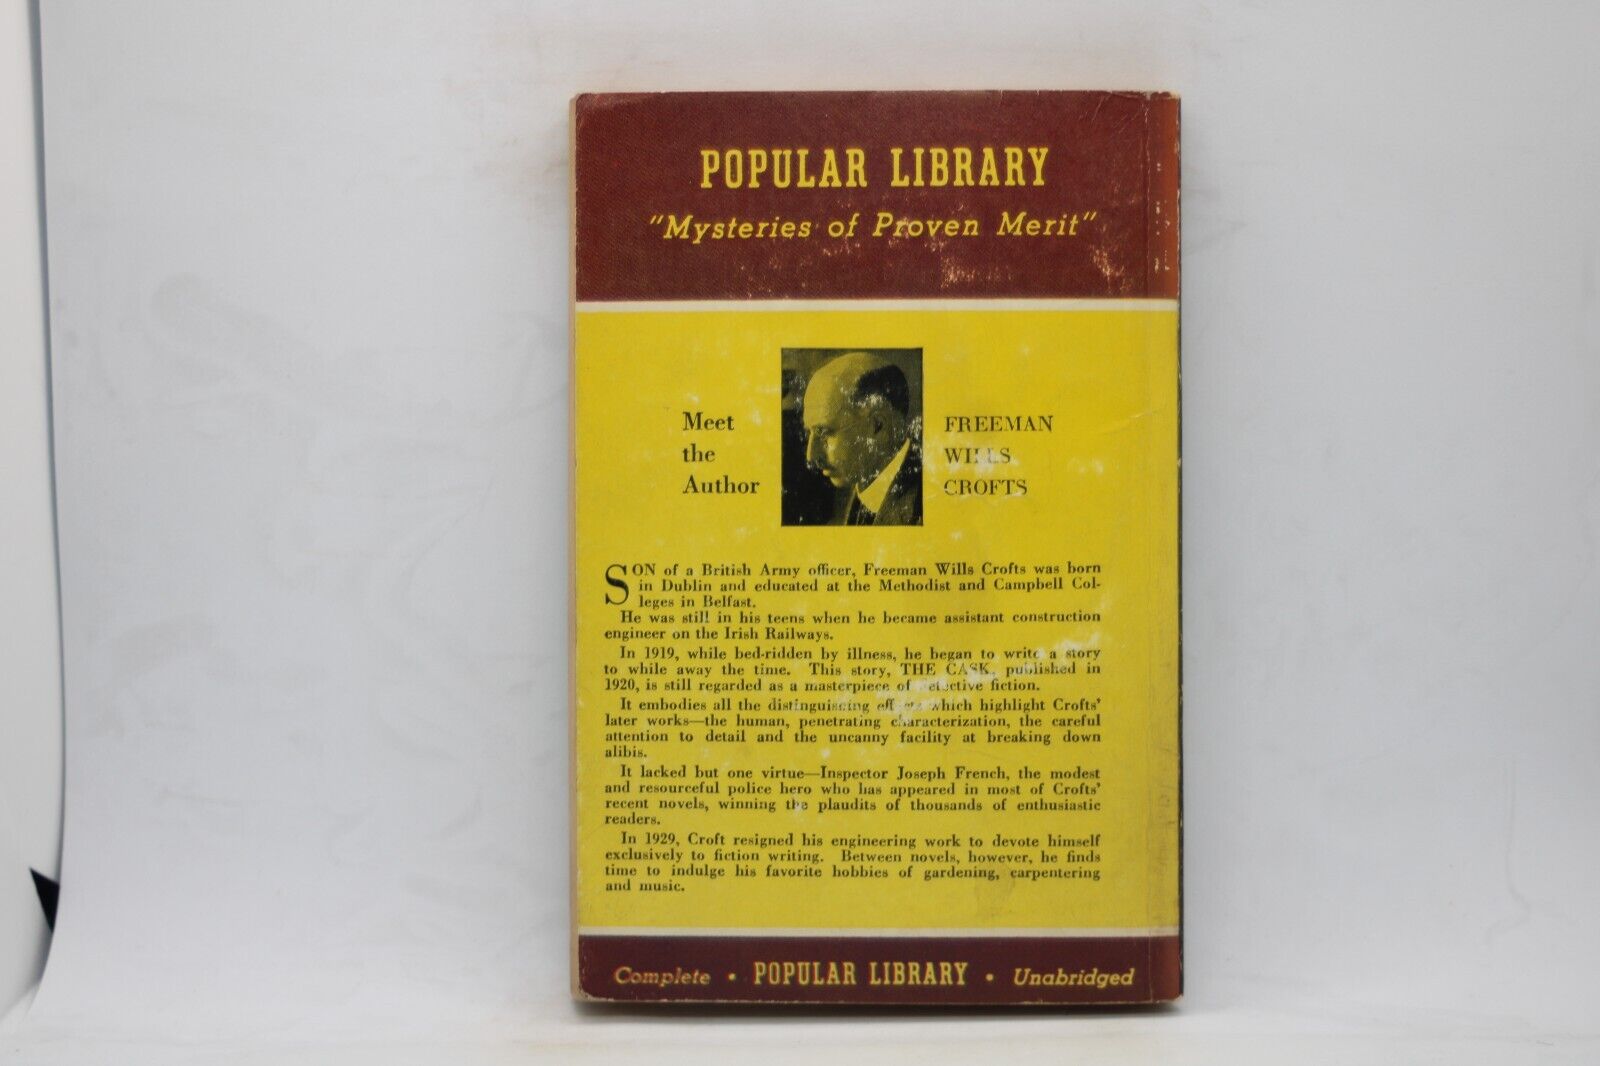 POPULAR LIBRARY
"Mysteries of Proven Merit"
Meet
the
Author
FREEMAN
WILLS
CROFTS
SON of a British Army officer, Freeman Wills Crofts was born
in Dublin and educated at the Methodist and Campbell Col-
leges in Belfast.
He was still in his teens when he became assistant construction
engineer on the Irish Railways.
In 1919, while bed-ridden by illness, he began to write a story
to while away the time. This story, THE CASK, published in
1920, is still regarded as a masterpiece of detective fiction.
It embodies all the distinguishing effects which highlight Crofts'
later works—the human, penetrating characterization, the careful
attention to detail and the uncanny facility at breaking down
alibis.
It lacked but one virtue—Inspector Joseph French, the modest
and resourceful police hero who has appeared in most of Crofts'
recent novels, winning the plaudits of thousands of enthusiastic
readers.
In 1929, Croft resigned his engineering work to devote himself
exclusively to fiction writing. Between novels, however, he finds
time to indulge his favorite hobbies of gardening, carpentering
and music.
Complete • POPULAR LIBRARY • Unabridged